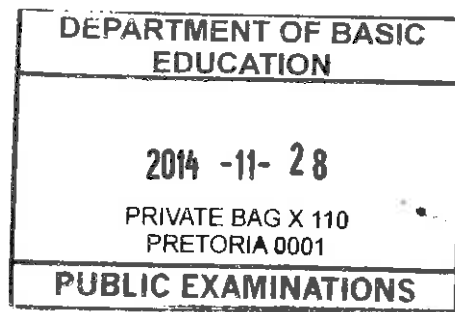 DEPARTMENT OF BASIC
EDUCATION
2014 -11- 28
PRIVATE BAG X 110
PRETORIA 0001
PUBLIC EXAMINATIONS